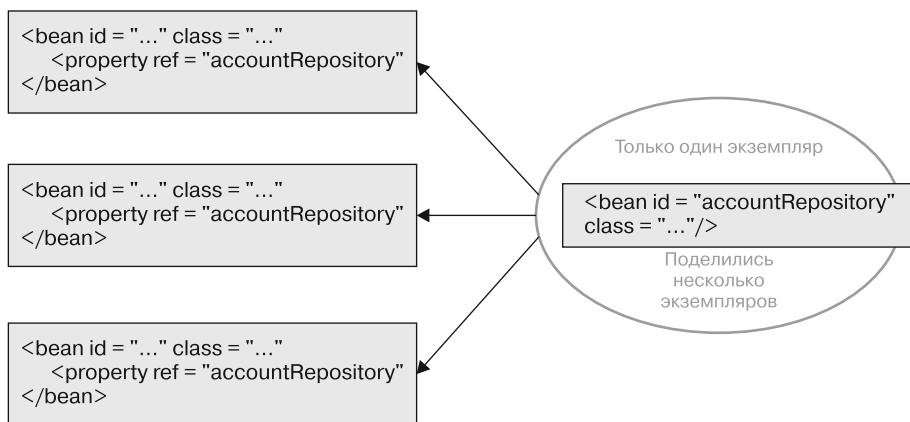 <bean id = "..." class = "..."
<property ref = "accountRepository"
</bean>
<bean id = "..." class = "..."
<property ref = "accountRepository"
</bean>
<bean id = "..." class = "..."
<property ref = "accountRepository"
</bean>
Только один экземпляр
<bean id = "accountRepository"
class = "..."/>
Поделились
несколько
экземпляров